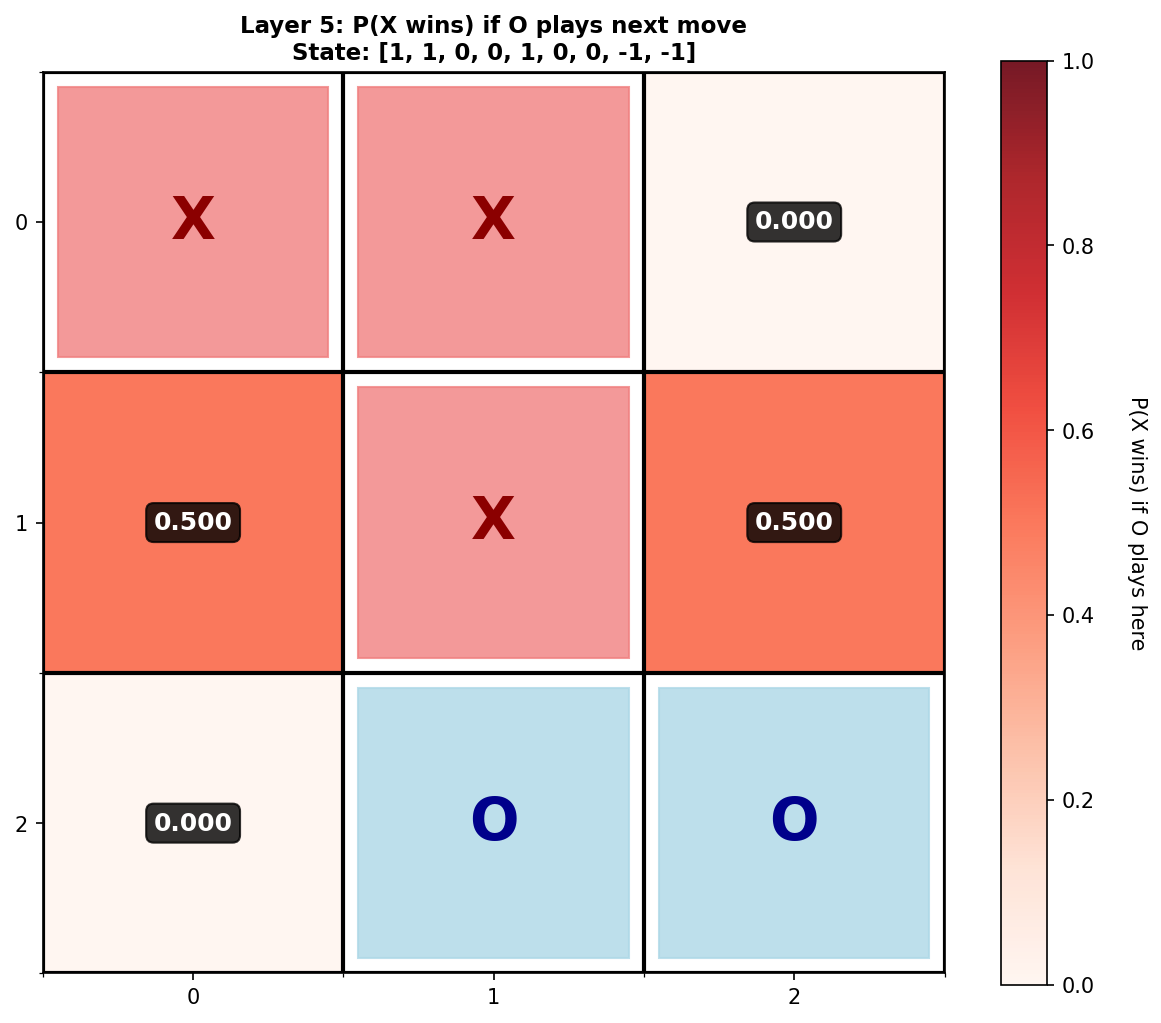 Layer 5: P(X wins) if O plays next move
State: [1, 1, 0, 0, 1, 0, 0, -1, -1]
X
X
0.000
0.500
X
0.500
0.000
O
O
0
1
2
0
1
2
1.0
0.8
0.6
0.4
0.2
0.0
P(X wins) if O plays here